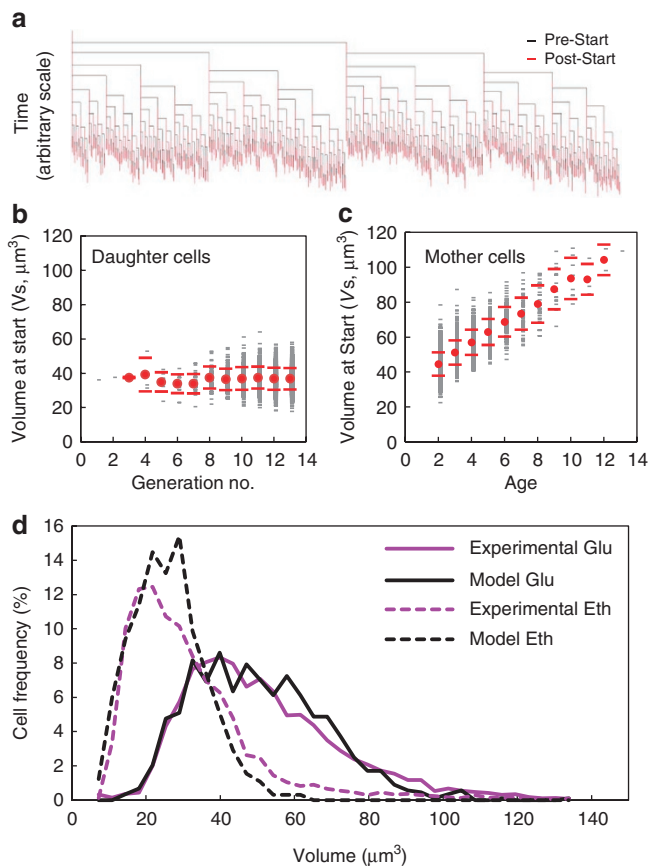 a
Pre-Start
Post-Start
Time
(arbitrary scale)
b
Daughter cells
Volume at start (Vs, μm³)
120
100
80
60
40
20
0
0 2 4 6 8 10 12 14
Generation no.
c
Mother cells
Volume at Start (Vs, μm³)
120
100
80
60
40
20
0
0 2 4 6 8 10 12 14
Age
d
Cell frequency (%)
16
14
12
10
8
6
4
2
0
Experimental Glu
Model Glu
Experimental Eth
Model Eth
0 20 40 60 80 100 120 140
Volume (μm³)